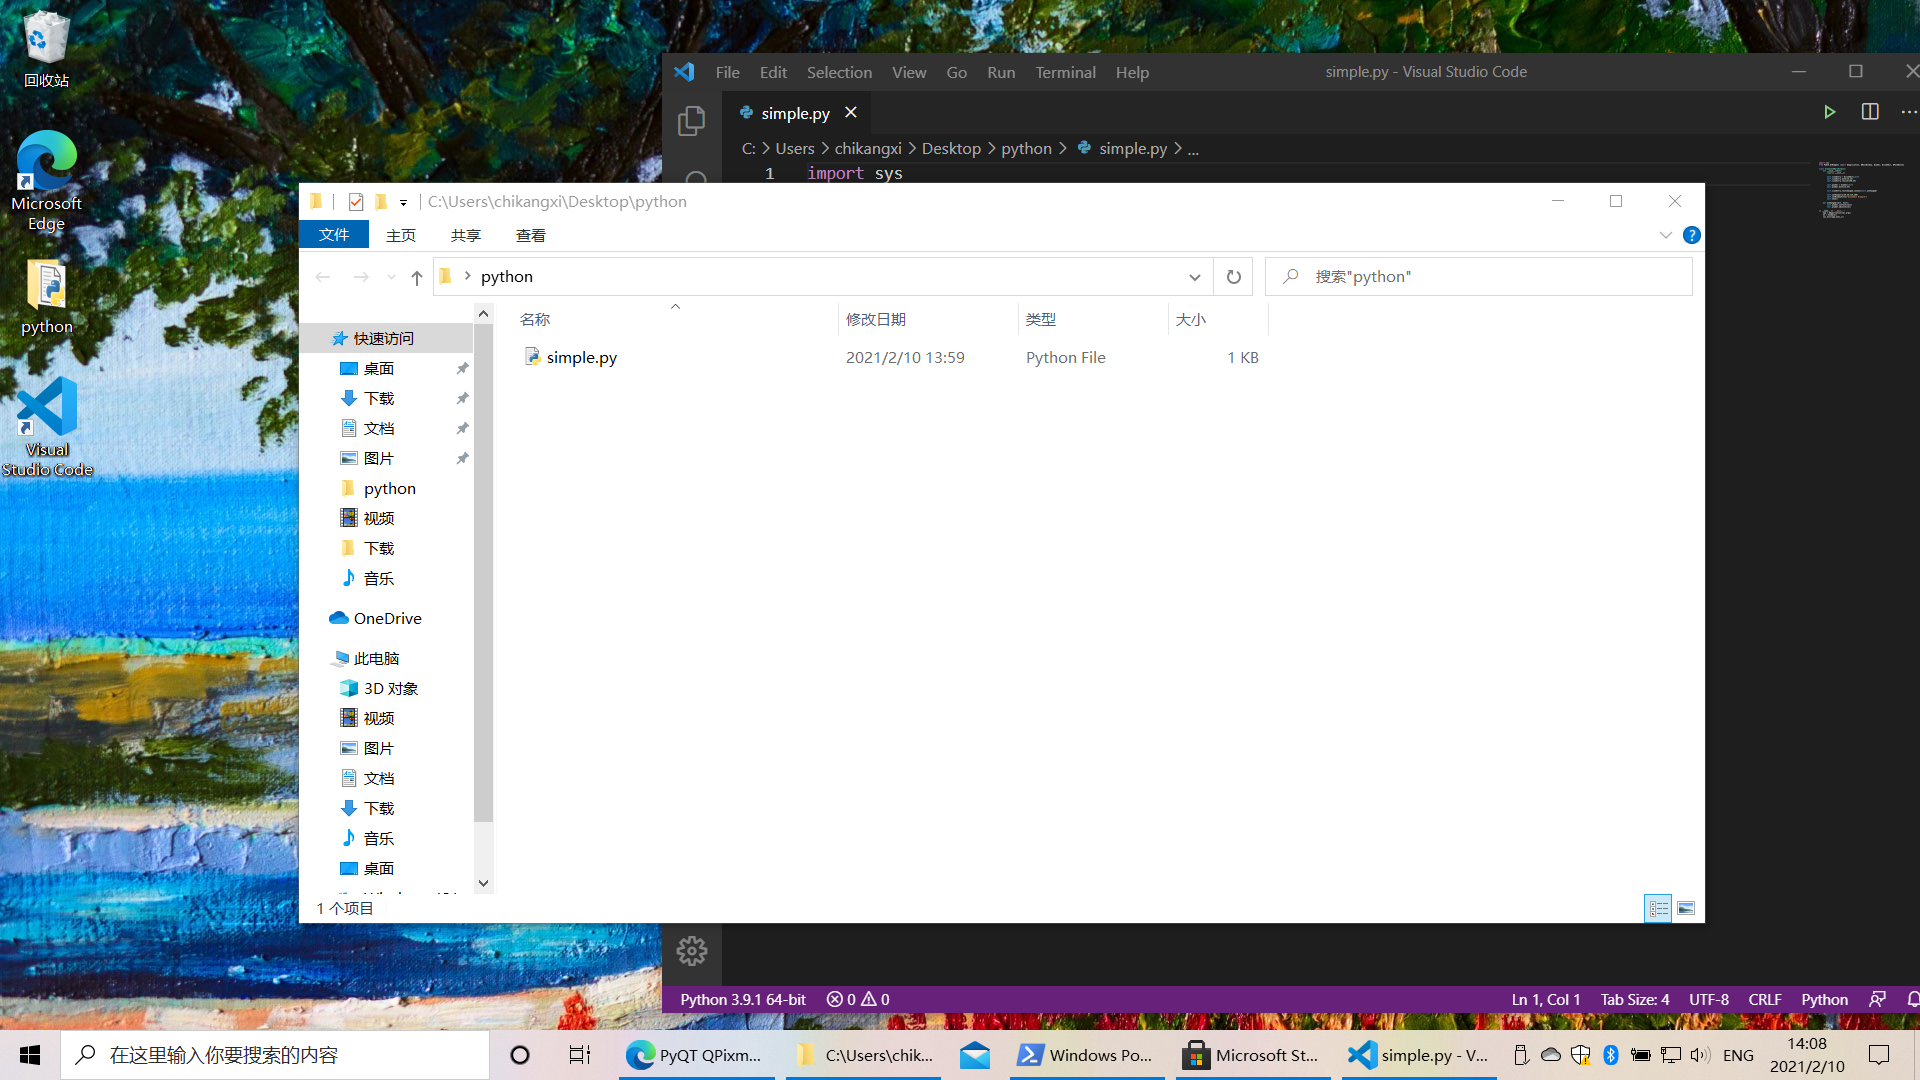 回收站
Microsoft
Edge
python
Visual
Studio Code
File Edit Selection View Go Run Terminal Help
simple.py - Visual Studio Code
simple.py
C: > Users > chikangxi > Desktop > python > simple.py > ...
1 import sys
C:\Users\chikangxi\Desktop\python
文件 主页 共享 查看
python
搜索"python"
名称 修改日期 类型 大小
simple.py 2021/2/10 13:59 Python File 1 KB
快速访问
桌面
下载
文档
图片
python
视频
下载
音乐
OneDrive
此电脑
3D 对象
视频
图片
文档
下载
音乐
桌面
1 个项目
Python 3.9.1 64-bit 0 0
Ln 1, Col 1 Tab Size: 4 UTF-8 CRLF Python
在这里输入你要搜索的内容
PyQT QPixm...
C:\Users\chik...
Windows Po...
Microsoft St...
simple.py - V...
ENG
14:08
2021/2/10